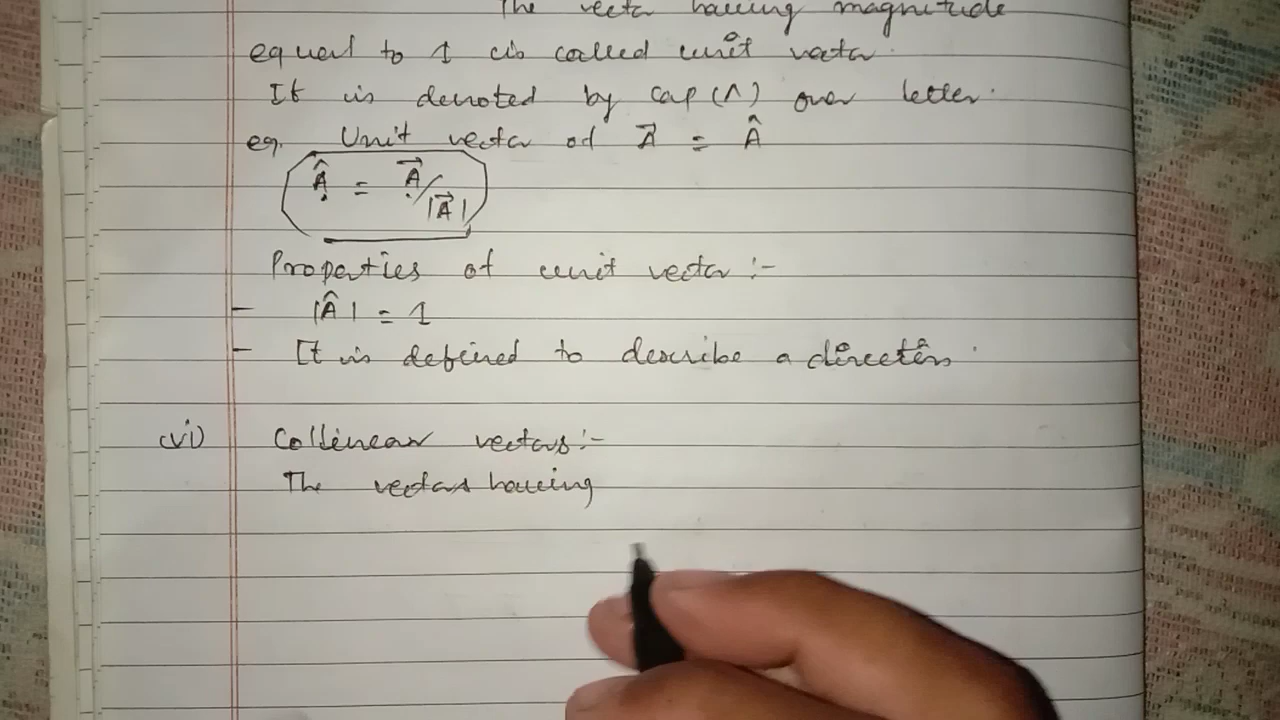 The vector having magnitude
equal to 1 is called unit vector.
It is denoted by cap (^) over letter.
eg. Unit vector of A⃗ = Â
Â = A⃗/|A⃗|
Properties of unit vector :-
- |Â| = 1
- It is defined to describe a direction.
(vi) Collinear vectors :-
The vectors having